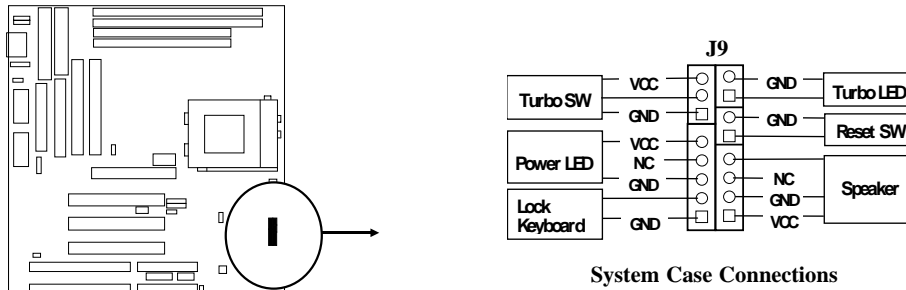 J9
VCC
GND
Turbo SW
Turbo LED
GND
GND
Reset SW
VCC
Power LED
NC
GND
NC
Speaker
GND
Lock
Keyboard
GND
VCC
System Case Connections